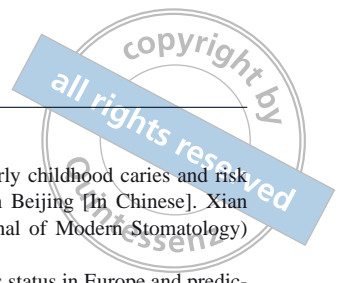 copyright by
all rights reserved
Quintessenz
rly childhood caries and risk
Beijing [In Chinese]. Xian
nal of Modern Stomatology)
status in Europe and predic-